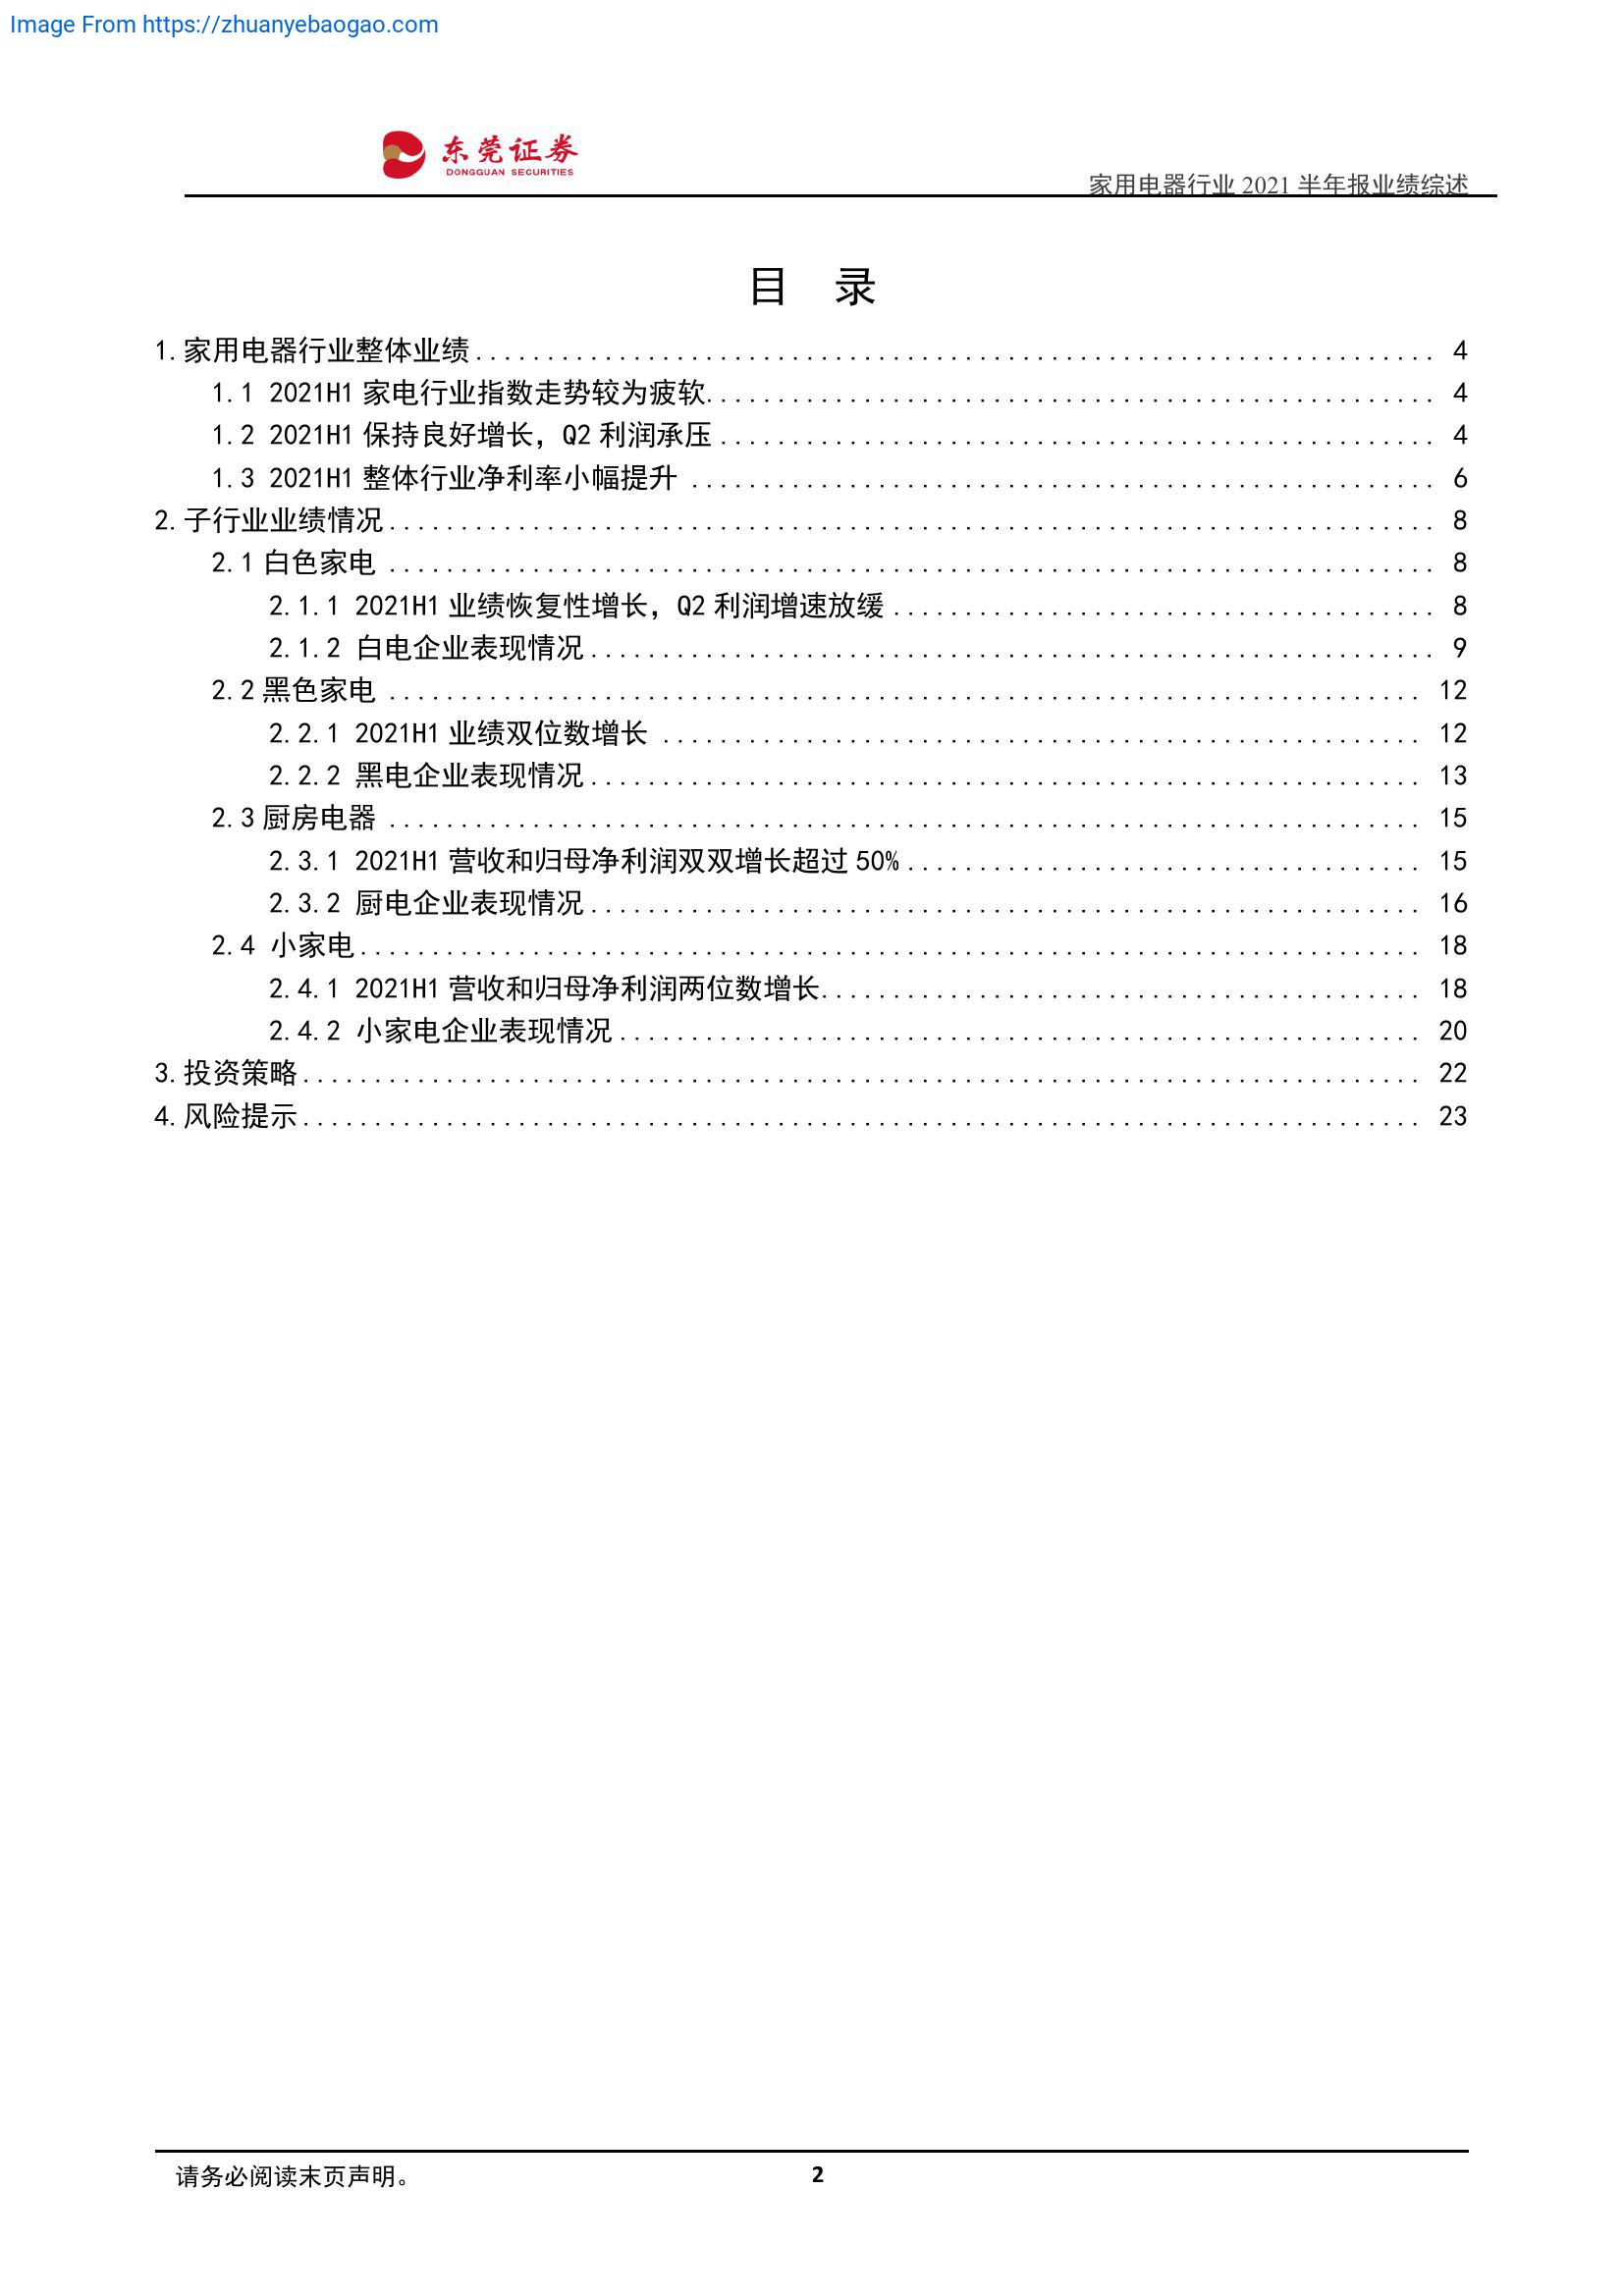 Image From https://zhuanyebaogao.com
东莞证券
DONGGUAN SECURITIES
家用电器行业 2021 半年报业绩综述
目 录
1.家用电器行业整体业绩 4
1.1 2021H1 家电行业指数走势较为疲软 4
1.2 2021H1 保持良好增长，Q2 利润承压 4
1.3 2021H1 整体行业净利率小幅提升 6
2.子行业业绩情况 8
2.1 白色家电 8
2.1.1 2021H1 业绩恢复性增长，Q2 利润增速放缓 8
2.1.2 白电企业表现情况 9
2.2 黑色家电 12
2.2.1 2021H1 业绩双位数增长 12
2.2.2 黑电企业表现情况 13
2.3 厨房电器 15
2.3.1 2021H1 营收和归母净利润双双增长超过 50% 15
2.3.2 厨电企业表现情况 16
2.4 小家电 18
2.4.1 2021H1 营收和归母净利润两位数增长 18
2.4.2 小家电企业表现情况 20
3.投资策略 22
4.风险提示 23
请务必阅读末页声明。 2